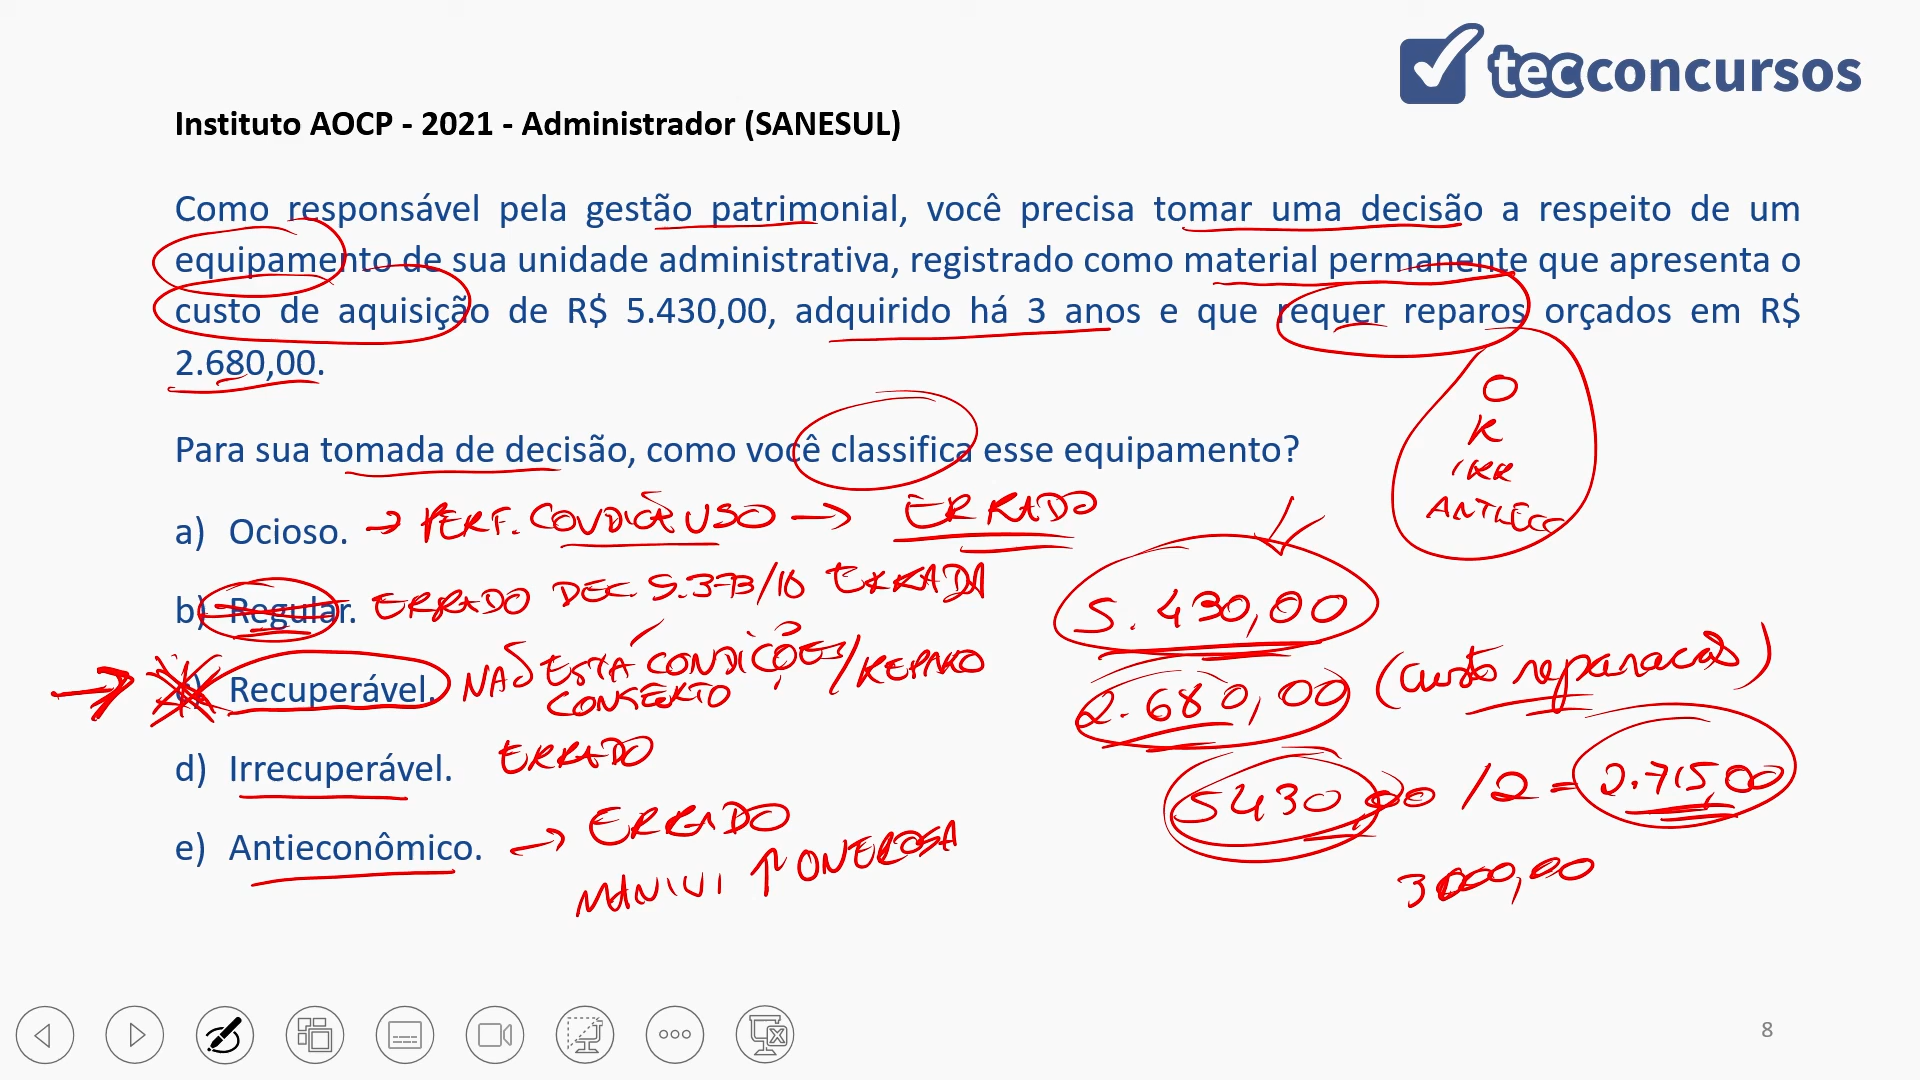 tecconcursos
Instituto AOCP - 2021 - Administrador (SANESUL)
Como responsável pela gestão patrimonial, você precisa tomar uma decisão a respeito de um
equipamento de sua unidade administrativa, registrado como material permanente que apresenta o
custo de aquisição de R$ 5.430,00, adquirido há 3 anos e que requer reparos orçados em R$
2.680,00.
O
R
IRR
ANTIECO
Para sua tomada de decisão, como você classifica esse equipamento?
a) Ocioso. → PERF. CONDIÇÃ USO → ERRADO
b) Regular. ERRADO DEC. 9.373/18 ERRADA
5.430,00
c) Recuperável. NÃO ESTÁ CONDIÇÕES/REPARO
CONSERTO
2.680,00 (custo reparacas)
d) Irrecuperável. ERRADO
5430,00 /2 = 2.715,00
e) Antieconômico. → ERRADO
ONEROSA
3000,00
8